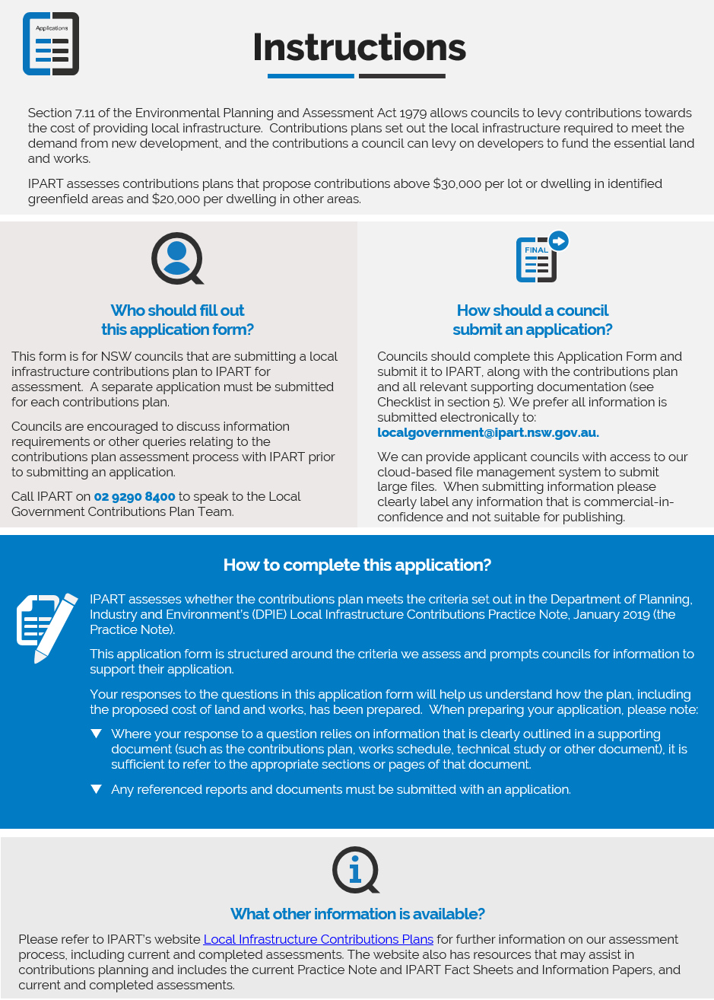 Applications
Instructions
Section 7.11 of the Environmental Planning and Assessment Act 1979 allows councils to levy contributions towards
the cost of providing local infrastructure.  Contributions plans set out the local infrastructure required to meet the
demand from new development, and the contributions a council can levy on developers to fund the essential land
and works.
IPART assesses contributions plans that propose contributions above $30,000 per lot or dwelling in identified
greenfield areas and $20,000 per dwelling in other areas.
Who should fill out
this application form?
This form is for NSW councils that are submitting a local
infrastructure contributions plan to IPART for
assessment.  A separate application must be submitted
for each contributions plan.
Councils are encouraged to discuss information
requirements or other queries relating to the
contributions plan assessment process with IPART prior
to submitting an application.
Call IPART on 02 9290 8400 to speak to the Local
Government Contributions Plan Team.
FINAL
How should a council
submit an application?
Councils should complete this Application Form and
submit it to IPART, along with the contributions plan
and all relevant supporting documentation (see
Checklist in section 5). We prefer all information is
submitted electronically to:
localgovernment@ipart.nsw.gov.au.
We can provide applicant councils with access to our
cloud-based file management system to submit
large files.  When submitting information please
clearly label any information that is commercial-in-
confidence and not suitable for publishing.
How to complete this application?
IPART assesses whether the contributions plan meets the criteria set out in the Department of Planning,
Industry and Environment's (DPIE) Local Infrastructure Contributions Practice Note, January 2019 (the
Practice Note).
This application form is structured around the criteria we assess and prompts councils for information to
support their application.
Your responses to the questions in this application form will help us understand how the plan, including
the proposed cost of land and works, has been prepared.  When preparing your application, please note:
▼ Where your response to a question relies on information that is clearly outlined in a supporting
document (such as the contributions plan, works schedule, technical study or other document), it is
sufficient to refer to the appropriate sections or pages of that document.
▼ Any referenced reports and documents must be submitted with an application.
What other information is available?
Please refer to IPART's website Local Infrastructure Contributions Plans for further information on our assessment
process, including current and completed assessments. The website also has resources that may assist in
contributions planning and includes the current Practice Note and IPART Fact Sheets and Information Papers, and
current and completed assessments.